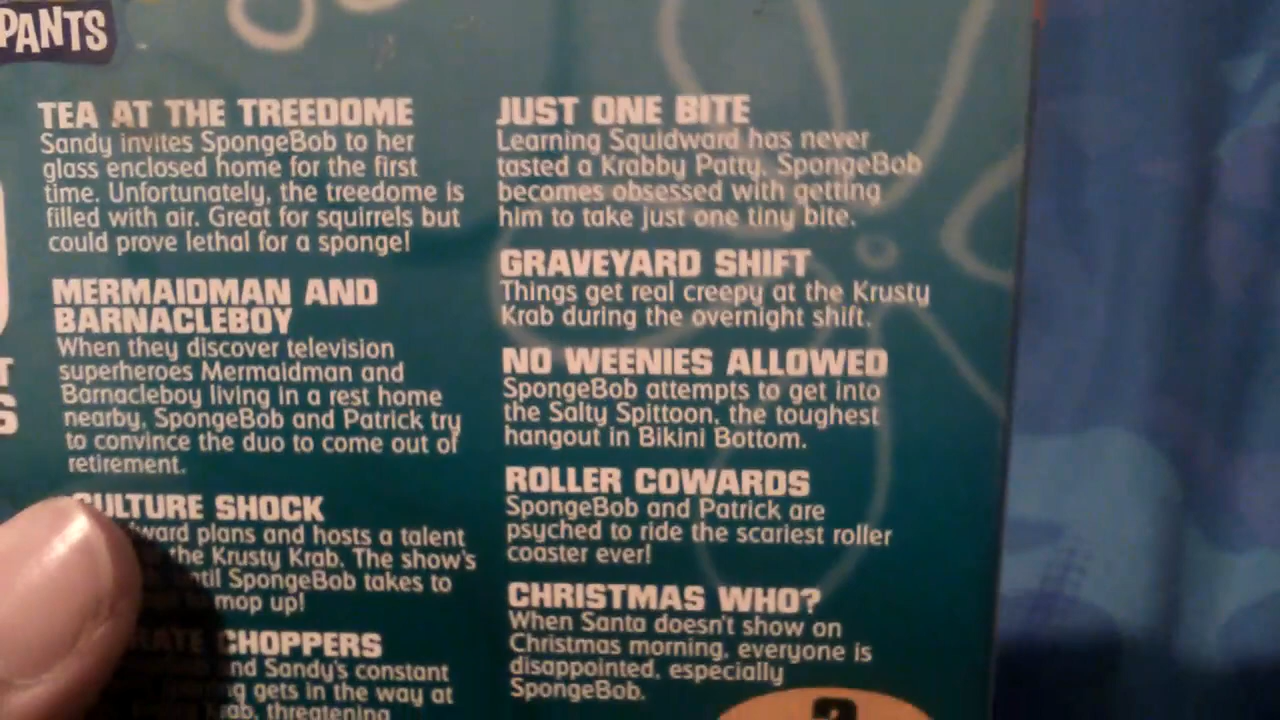 PANTS
TEA AT THE TREEDOME
Sandy invites SpongeBob to her
glass enclosed home for the first
time. Unfortunately, the treedome is
filled with air. Great for squirrels but
could prove lethal for a sponge!
MERMAIDMAN AND
BARNACLEBOY
When they discover television
superheroes Mermaidman and
Barnacleboy living in a rest home
nearby, SpongeBob and Patrick try
to convince the duo to come out of
retirement.
CULTURE SHOCK
ward plans and hosts a talent
the Krusty Krab. The show's
until SpongeBob takes to
mop up!
CHOPPERS
and Sandy's constant
gets in the way at
threatening
JUST ONE BITE
Learning Squidward has never
tasted a Krabby Patty, SpongeBob
becomes obsessed with getting
him to take just one tiny bite.
GRAVEYARD SHIFT
Things get real creepy at the Krusty
Krab during the overnight shift.
NO WEENIES ALLOWED
SpongeBob attempts to get into
the Salty Spittoon, the toughest
hangout in Bikini Bottom.
ROLLER COWARDS
SpongeBob and Patrick are
psyched to ride the scariest roller
coaster ever!
CHRISTMAS WHO?
When Santa doesn't show on
Christmas morning, everyone is
disappointed, especially
SpongeBob.